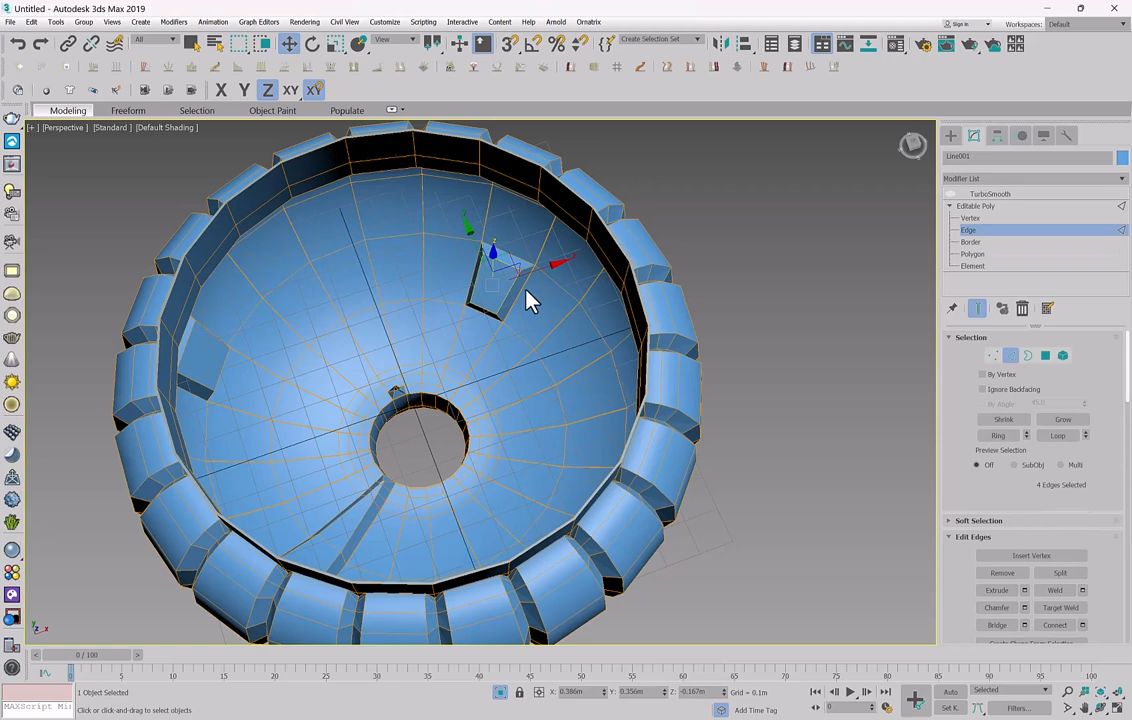 Untitled - Autodesk 3ds Max 2019
File Edit Tools Group Views Create Modifiers Animation Graph Editors Rendering Civil View Customize Scripting Interactive Content Help Arnold Ornatrix
Sign In Workspaces: Default
All View Create Selection Set
X Y Z XY
Modeling Freeform Selection Object Paint Populate
[+] [Perspective] [Standard] [Default Shading]
Line001
Modifier List
TurboSmooth
Editable Poly
Vertex
Edge
Border
Polygon
Element
Selection
By Vertex
Ignore Backfacing
By Angle: 45.0
Shrink Grow
Ring Loop
Preview Selection
Off SubObj Multi
4 Edges Selected
Soft Selection
Edit Edges
Insert Vertex
Remove Split
Extrude Weld
Chamfer Target Weld
Bridge Connect
Create Shape From Selection
z
x
0 / 100
0 5 10 15 20 25 30 35 40 45 50 55 60 65 70 75 80 85 90 95 100
1 Object Selected
X: 0.386m Y: 0.356m Z: -0.167m Grid = 0.1m
Auto Selected
MAXScript Mi
Click or click-and-drag to select objects
Add Time Tag
0
Set K. Filters...